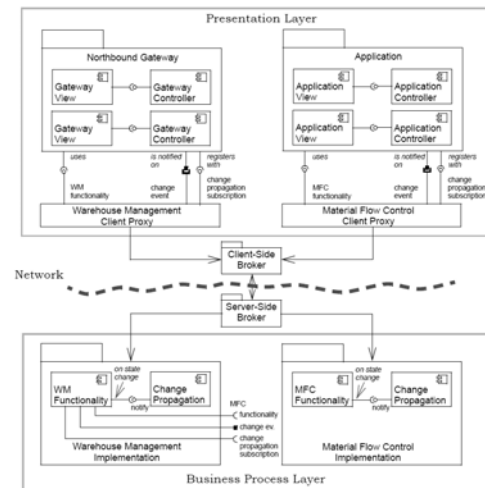 Presentation Layer
Northbound Gateway
Gateway
View
Gateway
Controller
Gateway
View
Gateway
Controller
uses
is notified
on
registers
with
WM
functionality
change
event
change
propagation
subscription
Warehouse Management
Client Proxy
Application
Application
View
Application
Controller
Application
View
Application
Controller
uses
is notified
on
registers
with
MFC
functionality
change
event
change
propagation
subscription
Material Flow Control
Client Proxy
Client-Side
Broker
Network
Server-Side
Broker
on state
change
WM
Functionality
Change
Propagation
notify
MFC
functionality
change ev.
change
propagation
subscription
Warehouse Management
Implementation
on state
change
MFC
Functionality
Change
Propagation
notify
Material Flow Control
Implementation
Business Process Layer